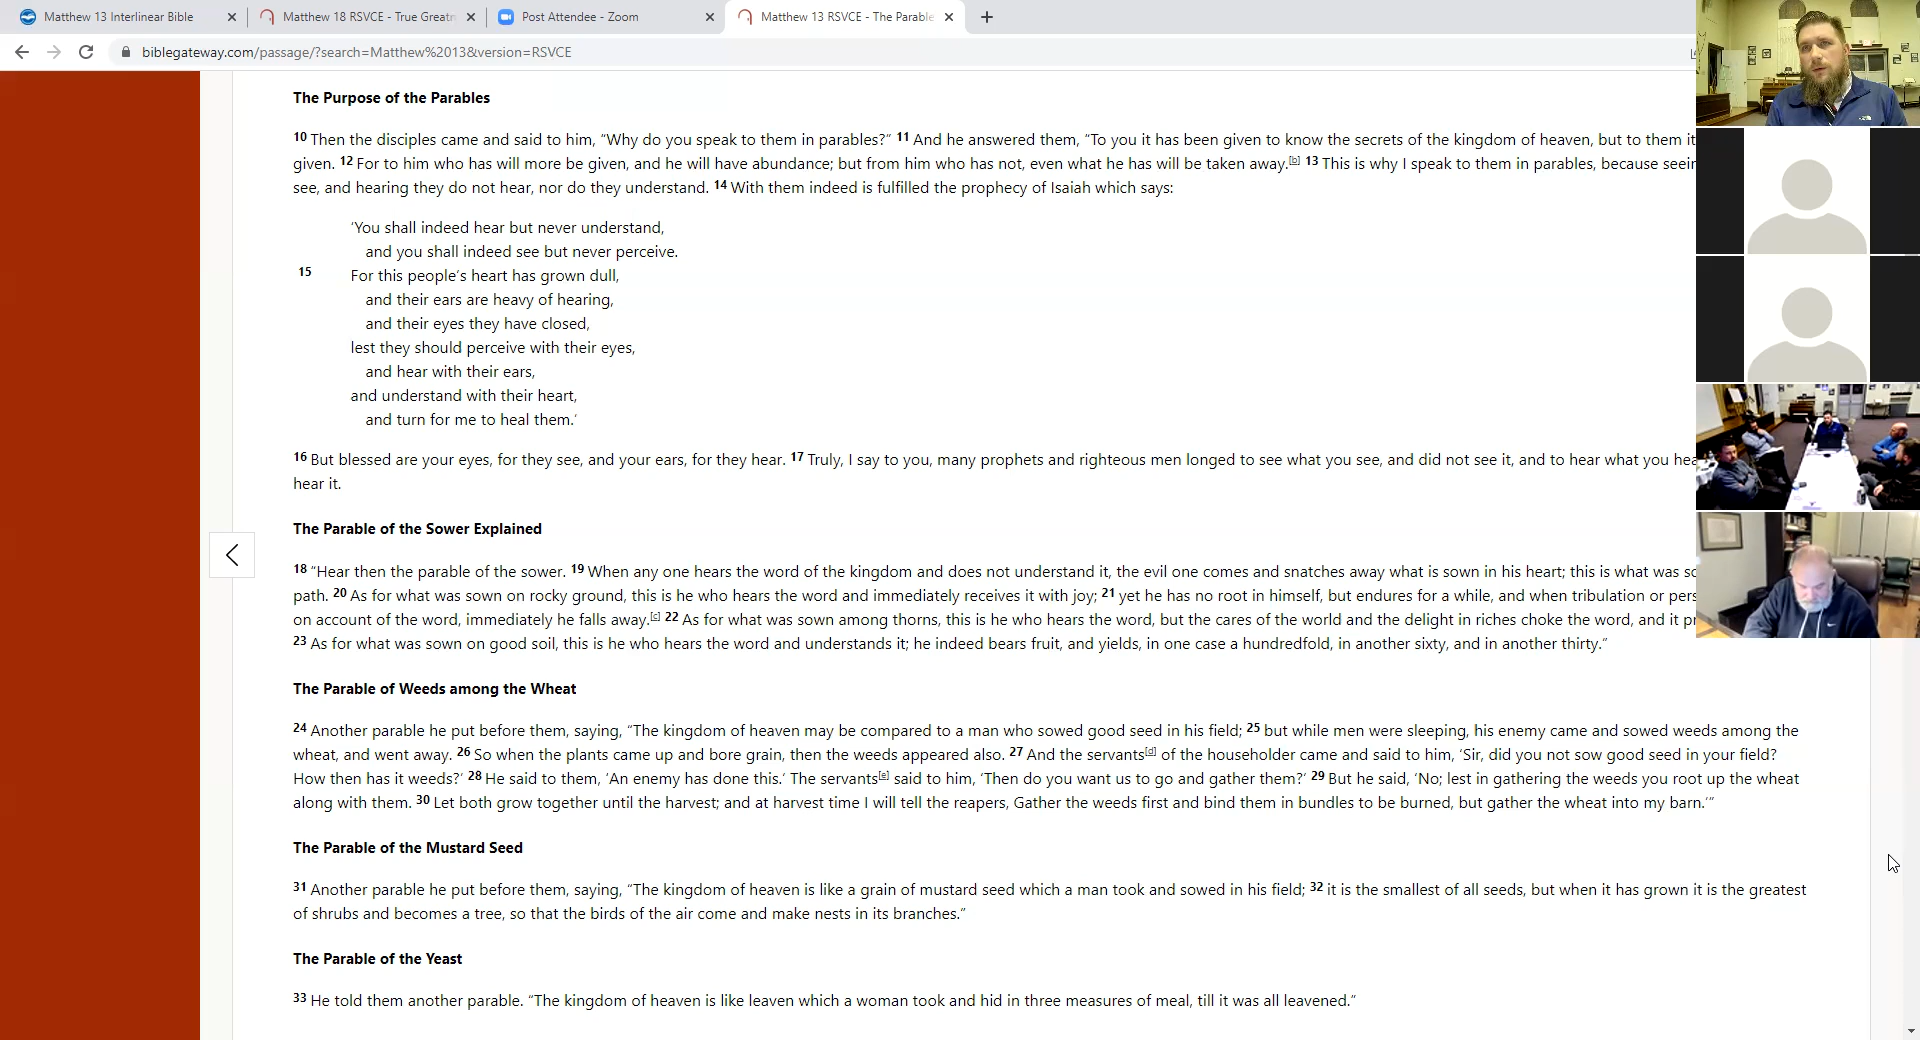 Matthew 13 Interlinear Bible
Matthew 18 RSVCE - True Great
Post Attendee - Zoom
Matthew 13 RSVCE - The Parable
biblegateway.com/passage/?search=Matthew%2013&version=RSVCE
The Purpose of the Parables
10 Then the disciples came and said to him, “Why do you speak to them in parables?” 11 And he answered them, “To you it has been given to know the secrets of the kingdom of heaven, but to them it
given. 12 For to him who has will more be given, and he will have abundance; but from him who has not, even what he has will be taken away.[b] 13 This is why I speak to them in parables, because
see, and hearing they do not hear, nor do they understand. 14 With them indeed is fulfilled the prophecy of Isaiah which says:
‘You shall indeed hear but never understand,
and you shall indeed see but never perceive.
15 For this people’s heart has grown dull,
and their ears are heavy of hearing,
and their eyes they have closed,
lest they should perceive with their eyes,
and hear with their ears,
and understand with their heart,
and turn for me to heal them.’
16 But blessed are your eyes, for they see, and your ears, for they hear. 17 Truly, I say to you, many prophets and righteous men longed to see what you see, and did not see it, and to hear what you
hear it.
The Parable of the Sower Explained
18 “Hear then the parable of the sower. 19 When any one hears the word of the kingdom and does not understand it, the evil one comes and snatches away what is sown in his heart; this is what was
path. 20 As for what was sown on rocky ground, this is he who hears the word and immediately receives it with joy; 21 yet he has no root in himself, but endures for a while, and when tribulation or
on account of the word, immediately he falls away.[c] 22 As for what was sown among thorns, this is he who hears the word, but the cares of the world and the delight in riches choke the word, and it
23 As for what was sown on good soil, this is he who hears the word and understands it; he indeed bears fruit, and yields, in one case a hundredfold, in another sixty, and in another thirty.”
The Parable of Weeds among the Wheat
24 Another parable he put before them, saying, “The kingdom of heaven may be compared to a man who sowed good seed in his field; 25 but while men were sleeping, his enemy came and sowed weeds among the
wheat, and went away. 26 So when the plants came up and bore grain, then the weeds appeared also. 27 And the servants[d] of the householder came and said to him, ‘Sir, did you not sow good seed in your field?
How then has it weeds?’ 28 He said to them, ‘An enemy has done this.’ The servants[e] said to him, ‘Then do you want us to go and gather them?’ 29 But he said, ‘No; lest in gathering the weeds you root up the wheat
along with them. 30 Let both grow together until the harvest; and at harvest time I will tell the reapers, Gather the weeds first and bind them in bundles to be burned, but gather the wheat into my barn.’”
The Parable of the Mustard Seed
31 Another parable he put before them, saying, “The kingdom of heaven is like a grain of mustard seed which a man took and sowed in his field; 32 it is the smallest of all seeds, but when it has grown it is the greatest
of shrubs and becomes a tree, so that the birds of the air come and make nests in its branches.”
The Parable of the Yeast
33 He told them another parable. “The kingdom of heaven is like leaven which a woman took and hid in three measures of meal, till it was all leavened.”